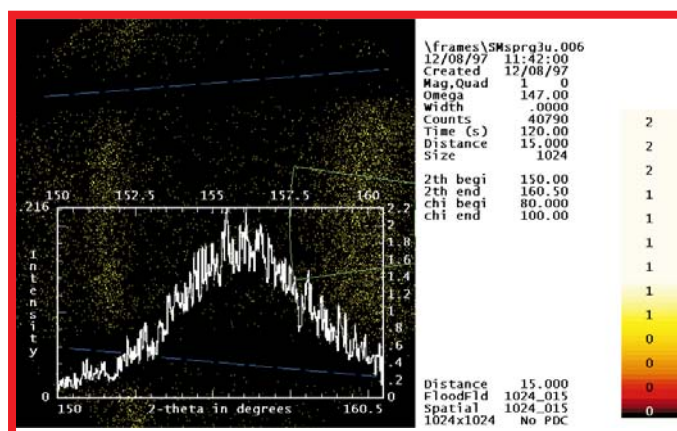 \frames\SMsprg3u.006
12/08/97 11:42:00
Created 12/08/97
Mag,Quad 1 0
Omega 147.00
Width .0000
Counts 40790
Time (s) 120.00
Distance 15.000
Size 1024
2th begi 150.00
2th end 160.50
chi begi 80.000
chi end 100.00
150 152.5 155 157.5 160
.216
2.2
2
1.8
1.6
1.4
1.2
1
.8
.6
.4
.2
0
intensity
0
150 2-theta in degrees 160.5
Distance 15.000
FloodFld 1024_015
Spatial 1024_015
1024x1024 No PDC
2
2
2
1
1
1
1
1
1
0
0
0
0